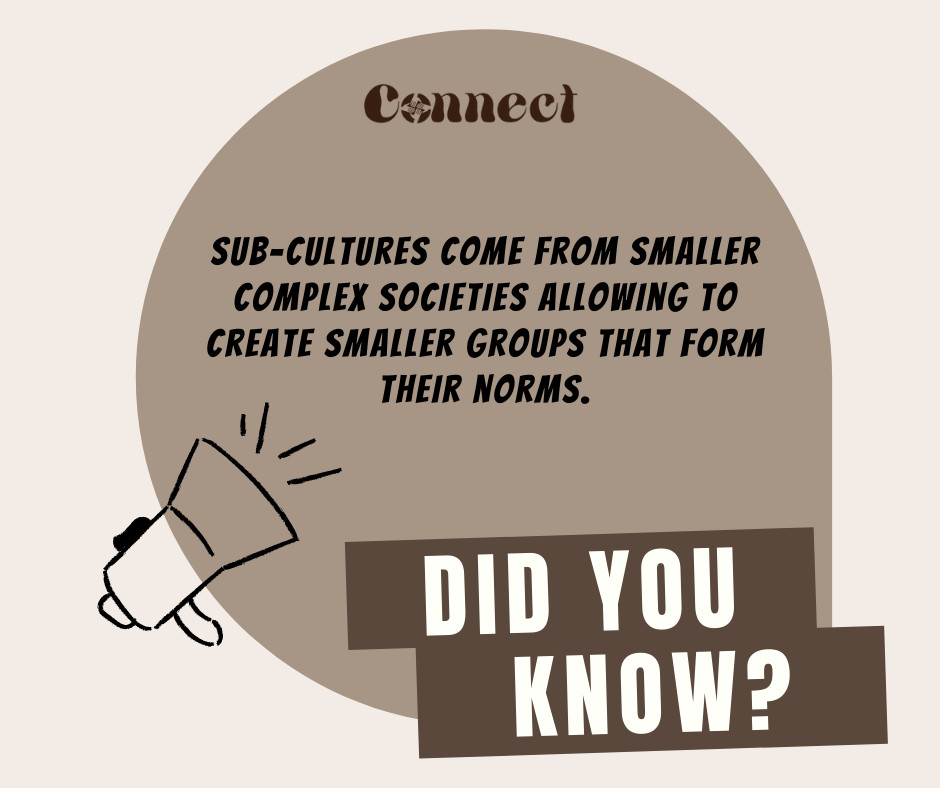 Connect
SUB-CULTURES COME FROM SMALLER
COMPLEX SOCIETIES ALLOWING TO
CREATE SMALLER GROUPS THAT FORM
THEIR NORMS.
DID YOU
KNOW?